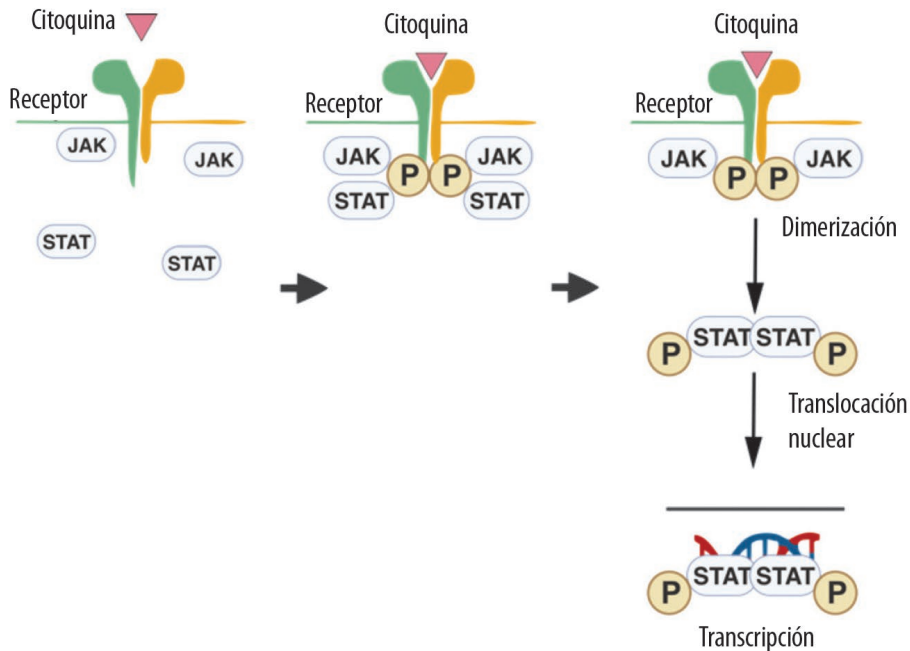 Citoquina
Receptor
JAK
JAK
STAT
STAT
Citoquina
Receptor
JAK
JAK
P
P
STAT
STAT
Citoquina
Receptor
JAK
JAK
P
P
Dimerización
P
STAT
STAT
P
Translocación
nuclear
P
STAT
STAT
P
Transcripción